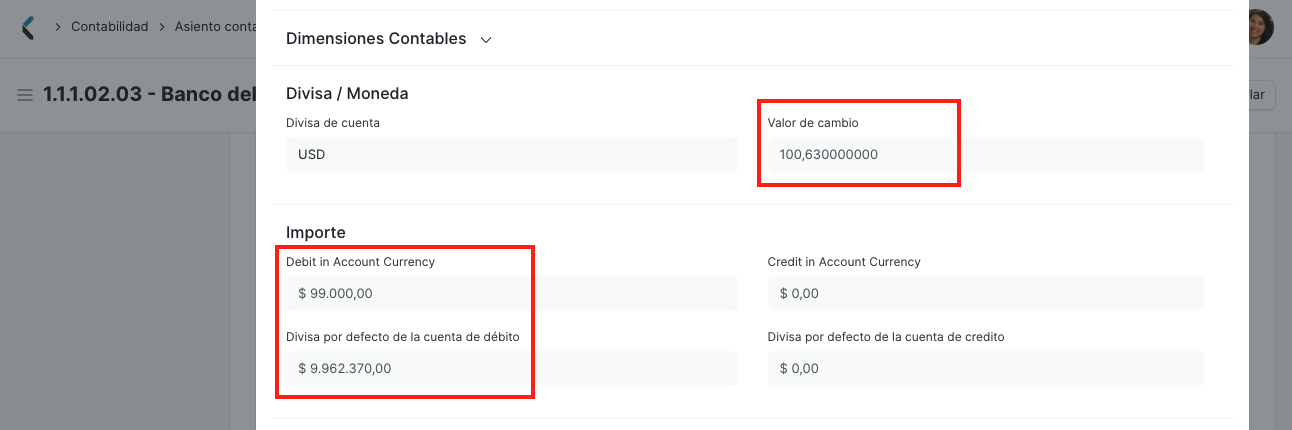 Contabilidad Asiento conta
Dimensiones Contables
1.1.1.02.03 - Banco del
lar
Divisa / Moneda
Divisa de cuenta
Valor de cambio
USD
100,630000000
Importe
Debit in Account Currency
Credit in Account Currency
$ 99.000,00
$ 0,00
Divisa por defecto de la cuenta de débito
Divisa por defecto de la cuenta de credito
$ 9.962.370,00
$ 0,00